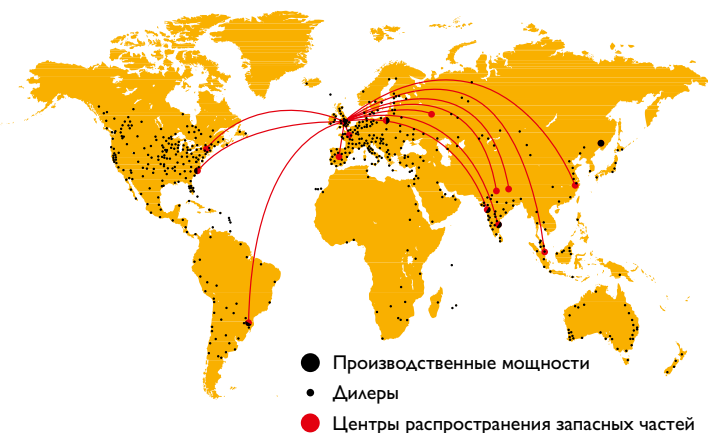 Производственные мощности
Дилеры
Центры распространения запасных частей